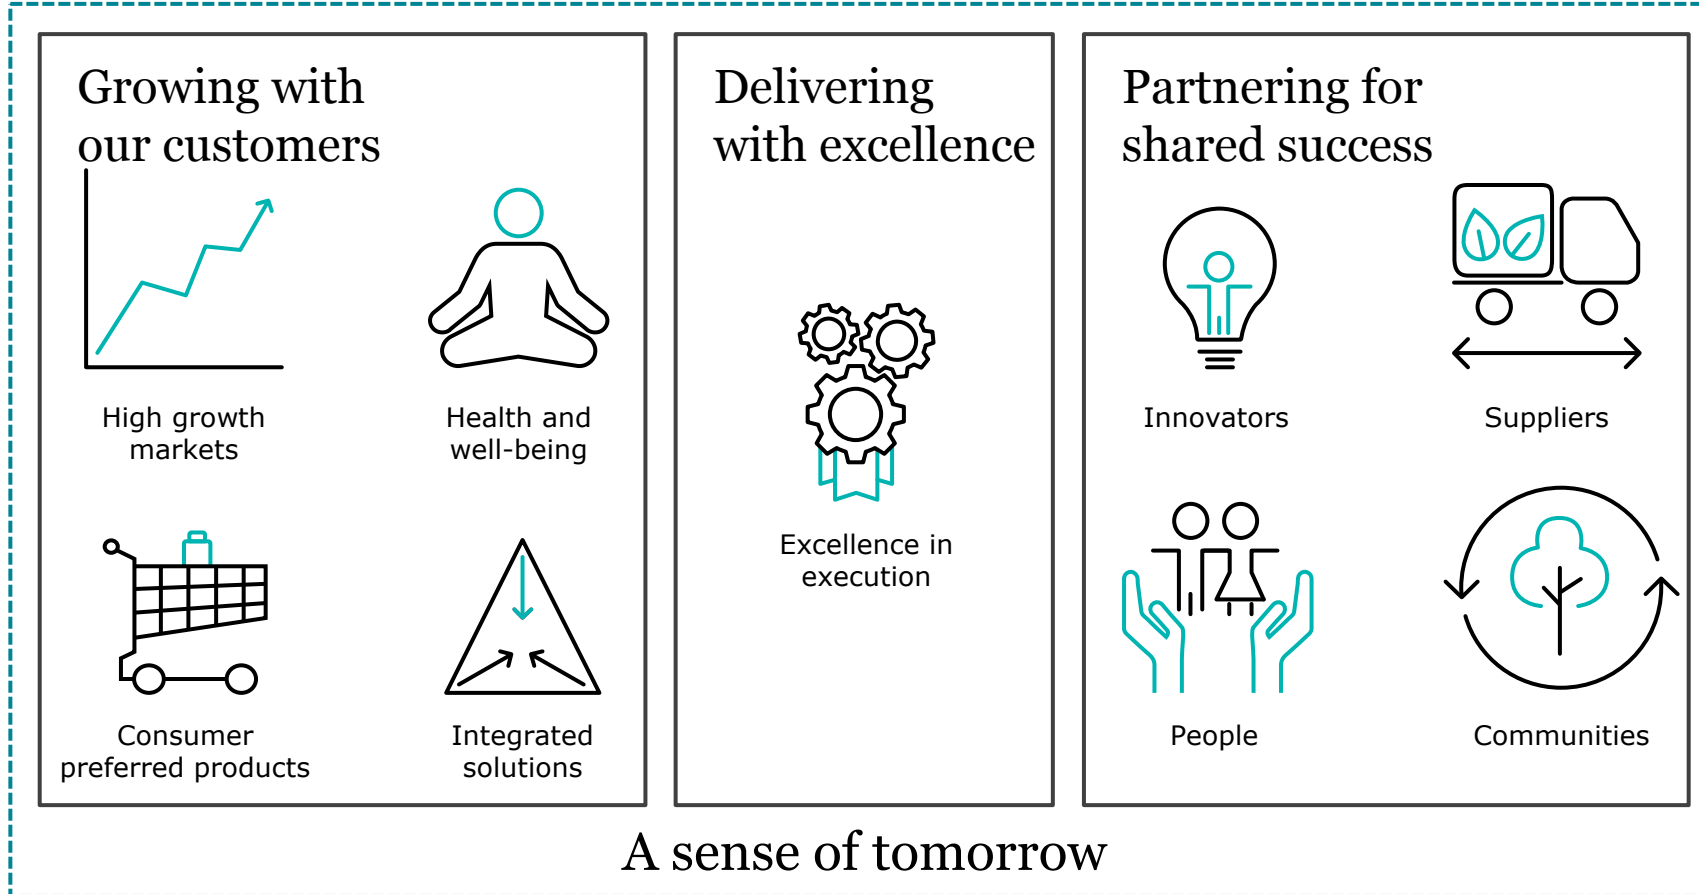 Growing with
our customers
High growth
markets
Health and
well-being
Consumer
preferred products
Integrated
solutions
Delivering
with excellence
Excellence in
execution
Partnering for
shared success
Innovators
Suppliers
People
Communities
A sense of tomorrow